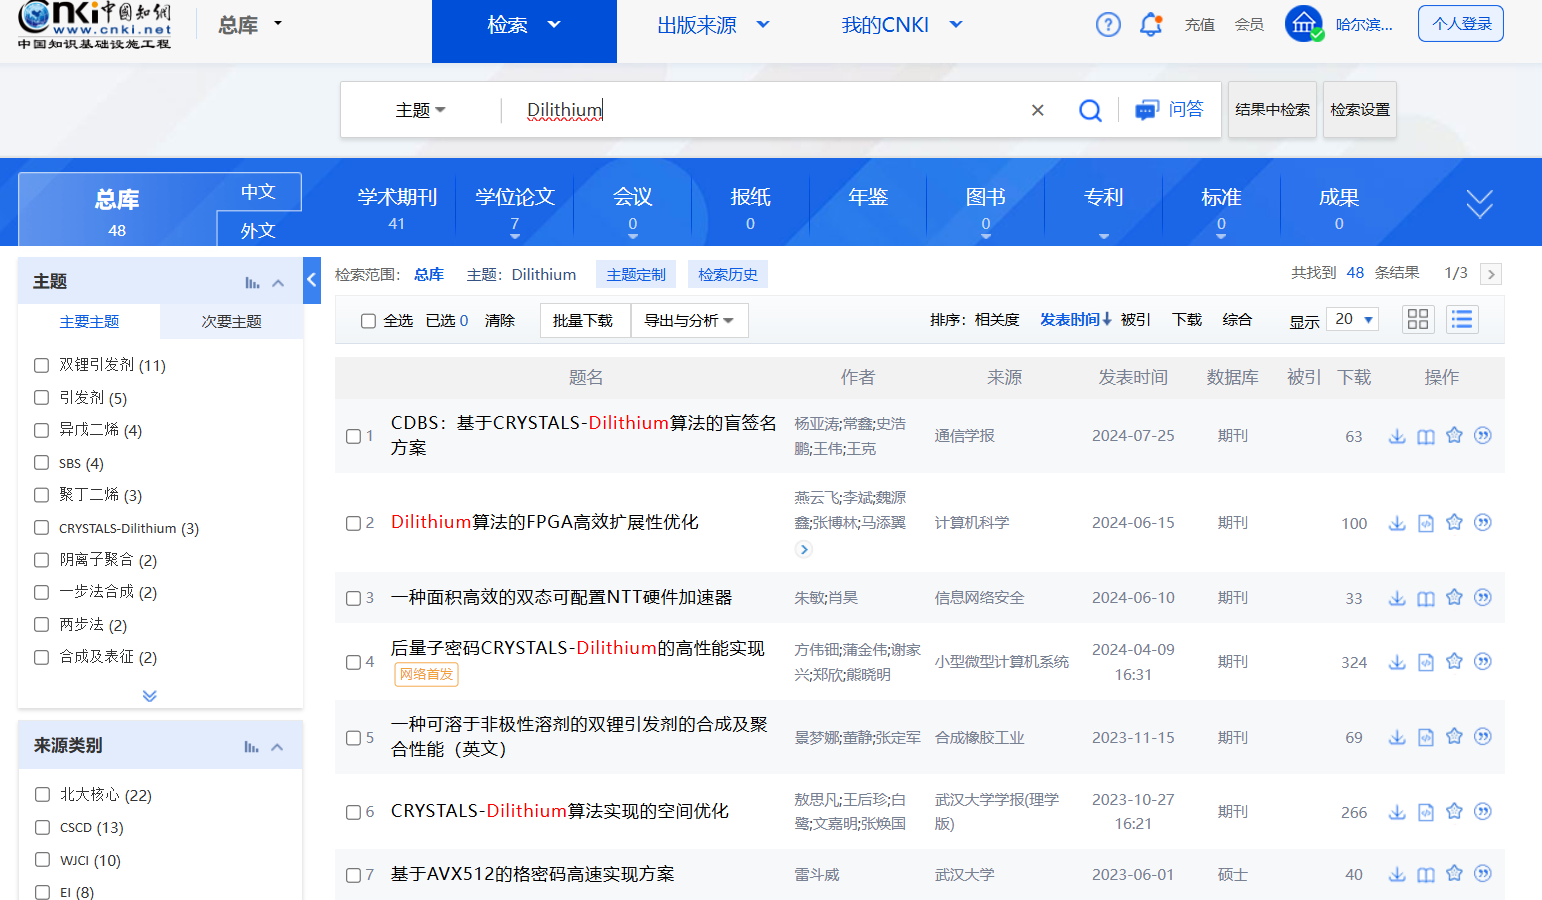 CNKI中国知网
www.cnki.net
中国知识基础设施工程
总库
检索
出版来源
我的CNKI
充值
会员
哈尔滨...
个人登录
主题
Dilithium
问答
结果中检索
检索设置
总库
48
中文
外文
学术期刊
41
学位论文
7
会议
0
报纸
0
年鉴
图书
0
专利
标准
0
成果
0
主题
主要主题
次要主题
双锂引发剂 (11)
引发剂 (5)
异戊二烯 (4)
SBS (4)
聚丁二烯 (3)
CRYSTALS-Dilithium (3)
阴离子聚合 (2)
一步法合成 (2)
两步法 (2)
合成及表征 (2)
来源类别
北大核心 (22)
CSCD (13)
WJCI (10)
EI (8)
检索范围：总库 主题：Dilithium 主题定制 检索历史
共找到 48 条结果 1/3
全选 已选 0 清除 批量下载 导出与分析
排序：相关度 发表时间↓ 被引 下载 综合 显示 20
题名 作者 来源 发表时间 数据库 被引 下载 操作
1 CDBS：基于CRYSTALS-Dilithium算法的盲签名
方案
杨亚涛;常鑫;史浩
鹏;王伟;王克
通信学报 2024-07-25 期刊 63
2 Dilithium算法的FPGA高效扩展性优化
燕云飞;李斌;魏源
鑫;张博林;马添翼
计算机科学 2024-06-15 期刊 100
3 一种面积高效的双态可配置NTT硬件加速器 朱敏;肖昊 信息网络安全 2024-06-10 期刊 33
4 后量子密码CRYSTALS-Dilithium的高性能实现
网络首发
方伟钿;蒲金伟;谢家
兴;郑欣;熊晓明
小型微型计算机系统
2024-04-09
16:31
期刊 324
5 一种可溶于非极性溶剂的双锂引发剂的合成及聚
合性能（英文）
景梦娜;董静;张定军 合成橡胶工业 2023-11-15 期刊 69
6 CRYSTALS-Dilithium算法实现的空间优化
敖思凡;王后珍;白
鹭;文嘉明;张焕国
武汉大学学报(理学
版)
2023-10-27
16:21
期刊 266
7 基于AVX512的格密码高速实现方案 雷斗威 武汉大学 2023-06-01 硕士 40